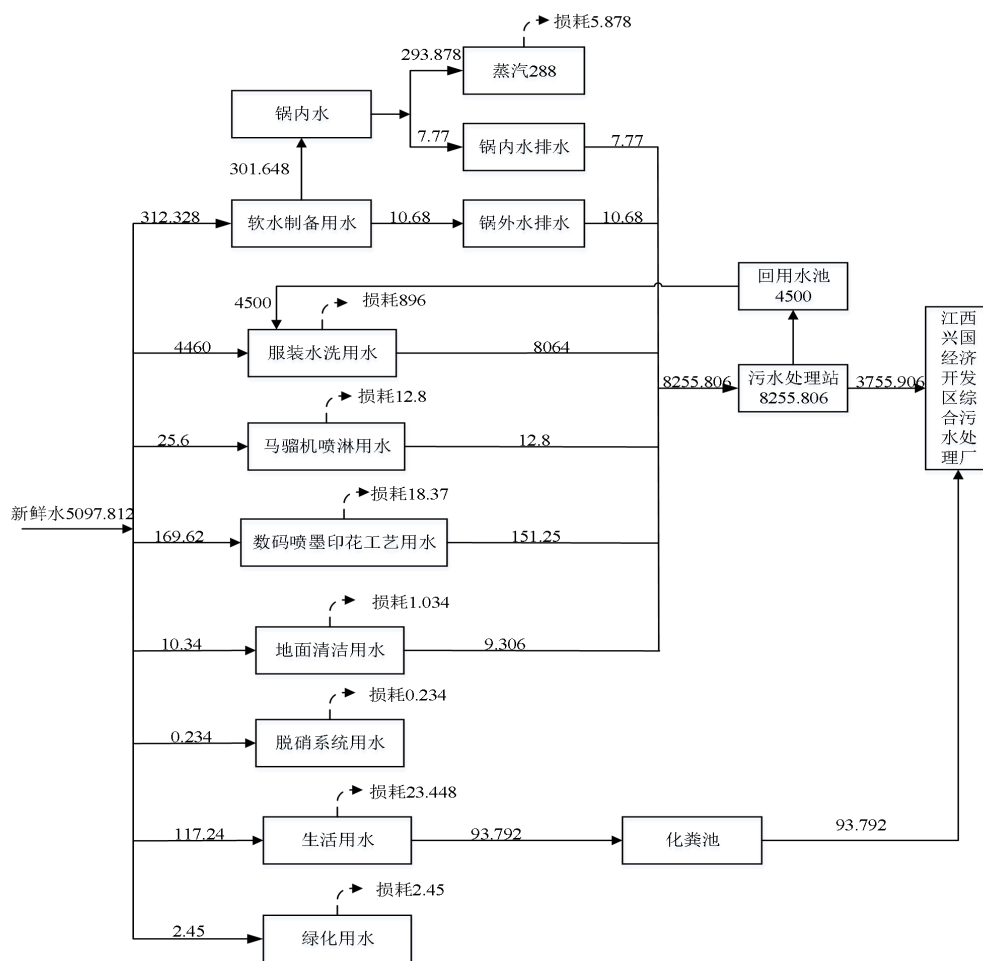 损耗5.878
293.878
蒸汽288
锅内水
7.77
锅内水排水
7.77
301.648
312.328
软水制备用水
10.68
锅外水排水
10.68
回用水池
4500
4500
损耗896
4460
服装水洗用水
8064
江西
兴国
经济
开发
区综
合污
水处
理厂
8255.806
污水处理站
8255.806
3755.906
损耗12.8
25.6
马骝机喷淋用水
12.8
新鲜水5097.812
损耗18.37
169.62
数码喷墨印花工艺用水
151.25
损耗1.034
10.34
地面清洁用水
9.306
损耗0.234
0.234
脱硝系统用水
损耗23.448
117.24
生活用水
93.792
化粪池
93.792
损耗2.45
2.45
绿化用水